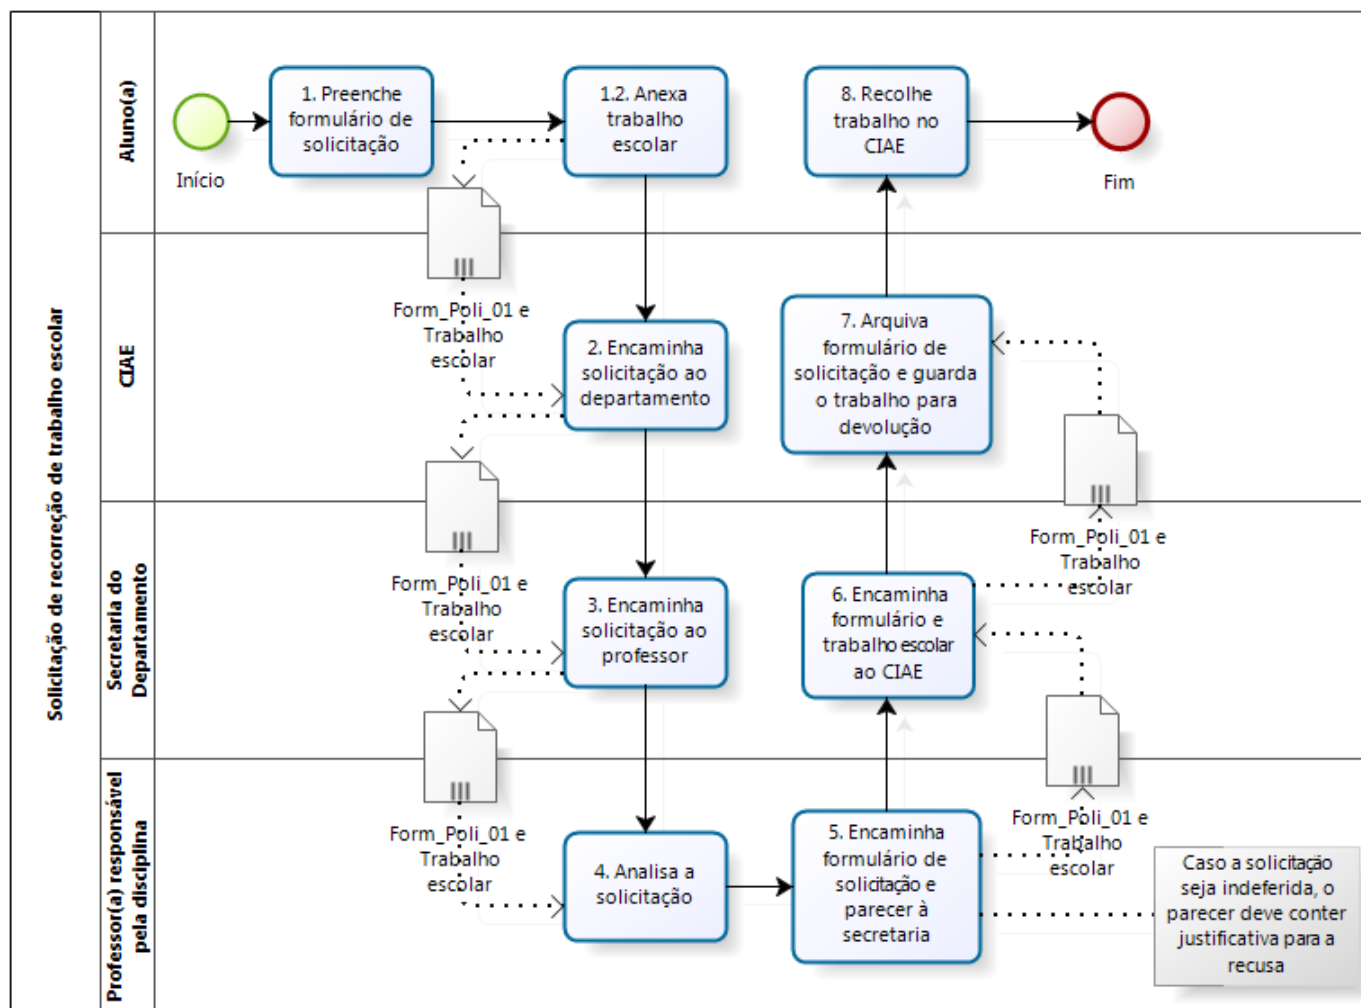 Solicitação de recorreção de trabalho escolar
Aluno(a)
Início
1. Preenche
formulário de
solicitação
1.2. Anexa
trabalho
escolar
8. Recolhe
trabalho no
CIAE
Fim
Form_Poli_01 e
Trabalho
escolar
CIAE
2. Encaminha
solicitação ao
departamento
7. Arquiva
formulário de
solicitação e guarda
o trabalho para
devolução
Form_Poli_01 e
Trabalho
escolar
Form_Poli_01 e
Trabalho
escolar
Secretaria do
Departamento
3. Encaminha
solicitação ao
professor
6. Encaminha
formulário e
trabalho escolar
ao CIAE
Form_Poli_01 e
Trabalho
escolar
Form_Poli_01 e
Trabalho
escolar
Professor(a) responsável
pela disciplina
4. Analisa a
solicitação
5. Encaminha
formulário de
solicitação e
parecer à
secretaria
Caso a solicitação
seja indeferida, o
parecer deve conter
justificativa para a
recusa